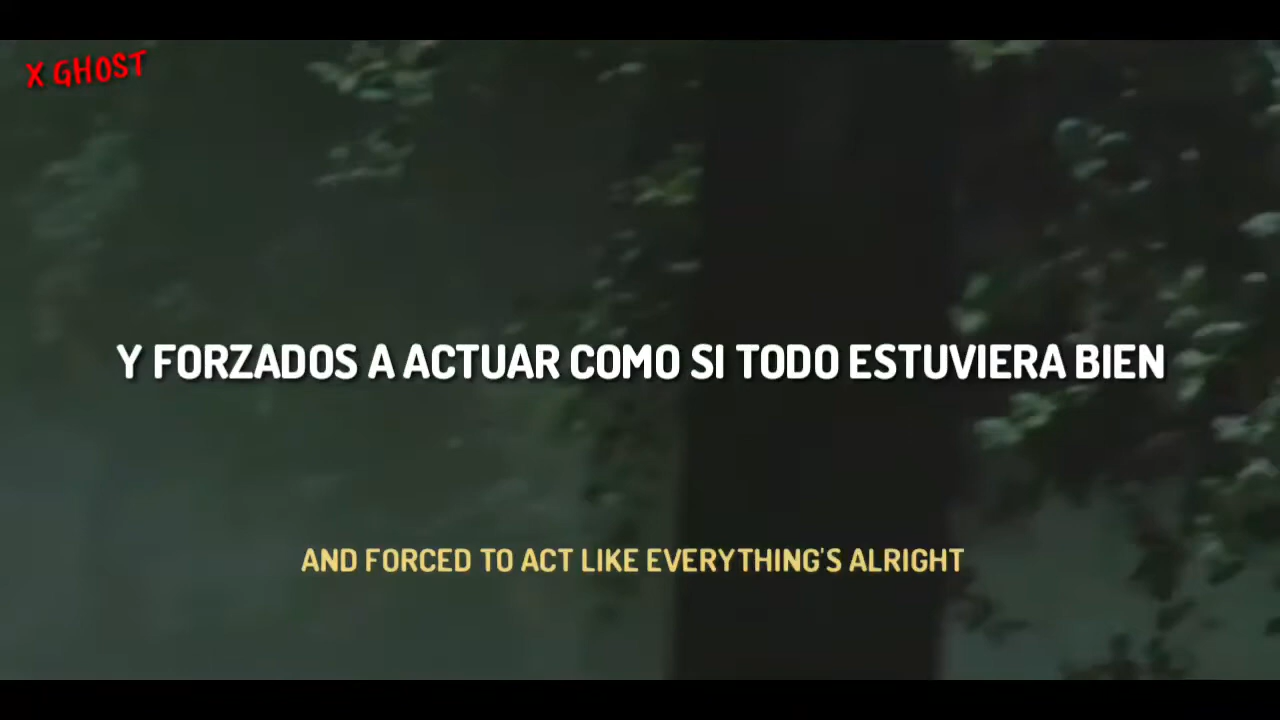 X GHOST
Y FORZADOS A ACTUAR COMO SI TODO ESTUVIERA BIEN
AND FORCED TO ACT LIKE EVERYTHING'S ALRIGHT